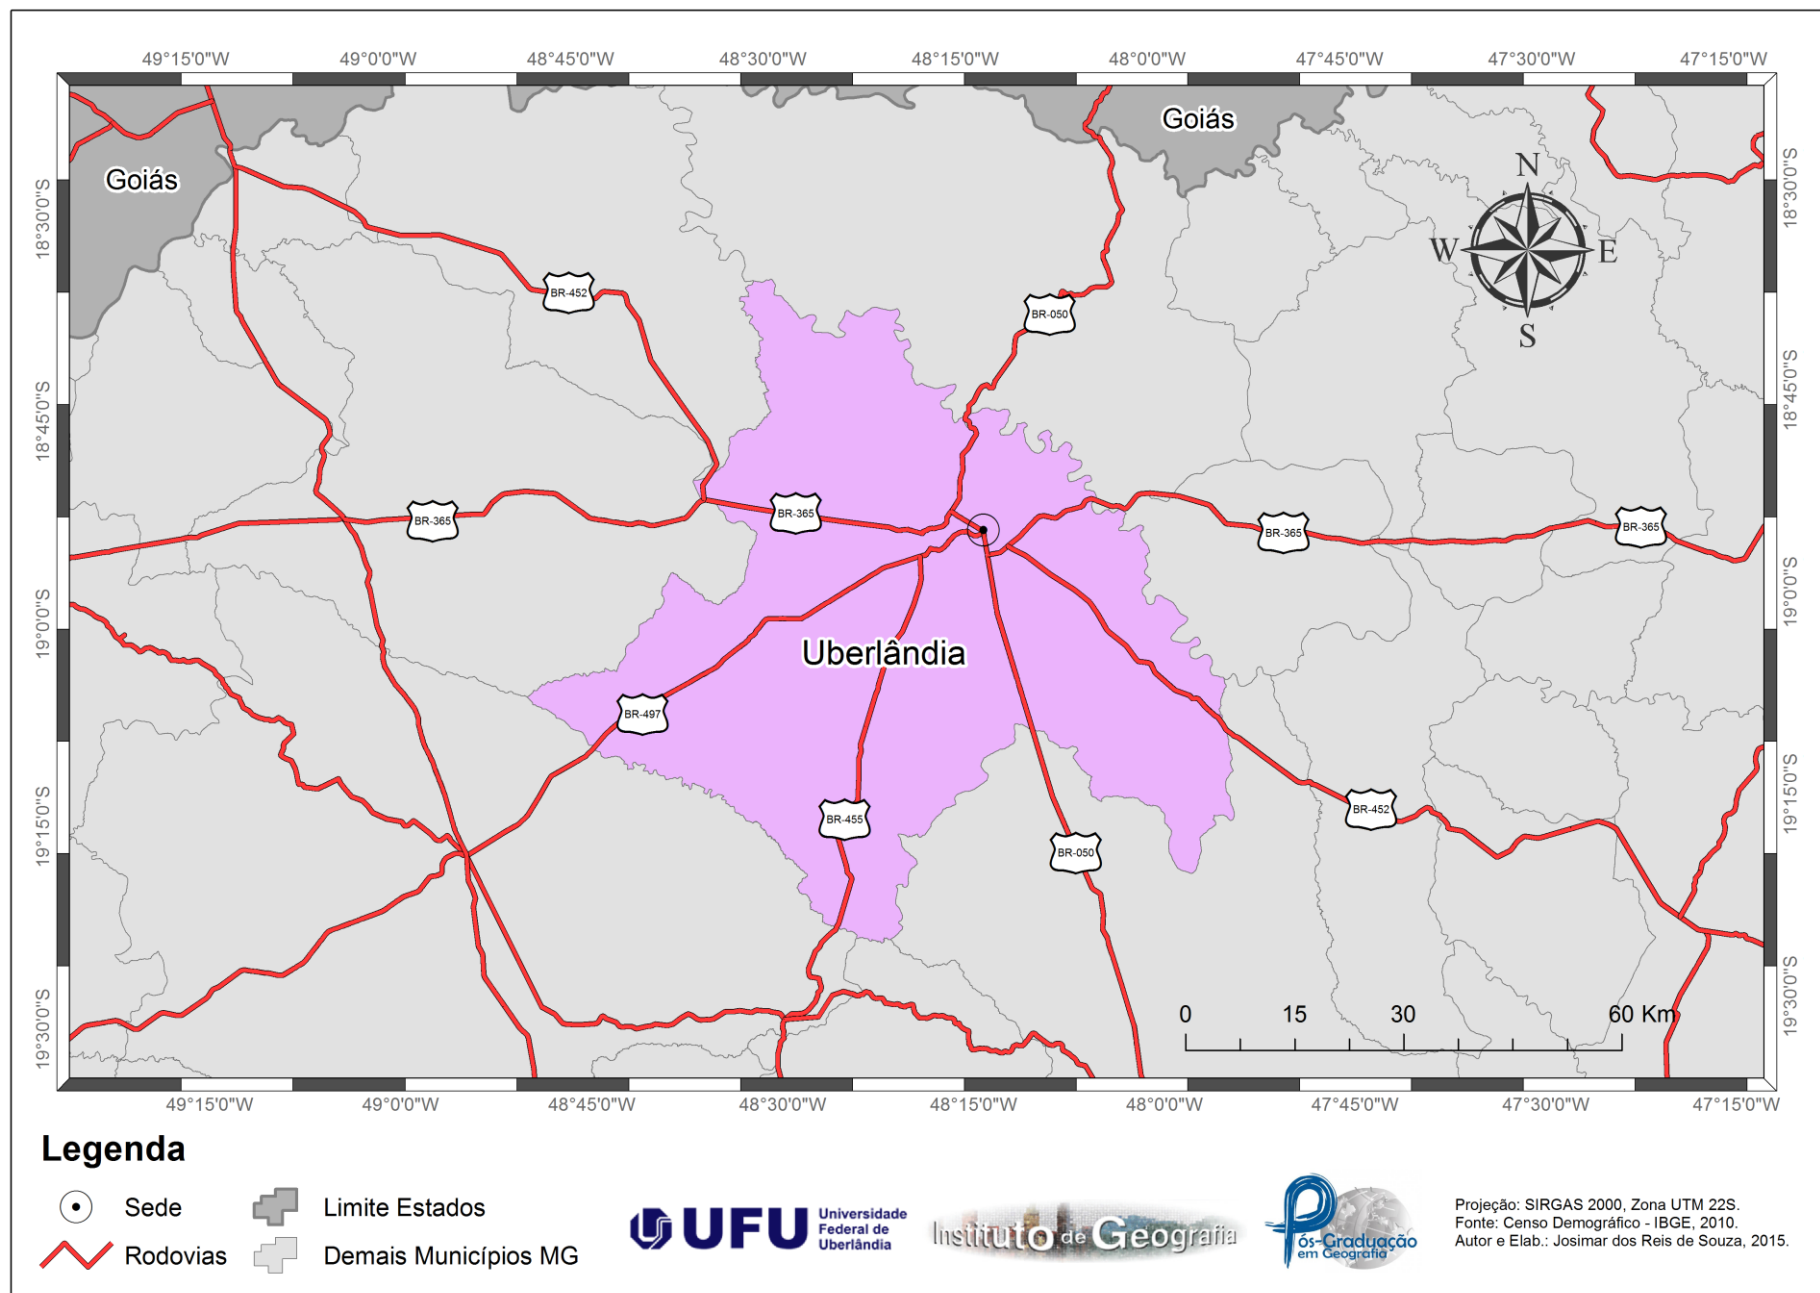 49°15'0"W 49°0'0"W 48°45'0"W 48°30'0"W 48°15'0"W 48°0'0"W 47°45'0"W 47°30'0"W 47°15'0"W
Goiás
Goiás
N
W E
S
18°30'0"S
18°30'0"S
BR-452
BR-050
18°45'0"S
18°45'0"S
BR-365
BR-365
BR-365
BR-365
19°0'0"S
19°0'0"S
Uberlândia
BR-497
19°15'0"S
19°15'0"S
BR-455
BR-452
BR-050
19°30'0"S
19°30'0"S
0 15 30 60 Km
49°15'0"W 49°0'0"W 48°45'0"W 48°30'0"W 48°15'0"W 48°0'0"W 47°45'0"W 47°30'0"W 47°15'0"W
Legenda
Sede
Limite Estados
Rodovias
Demais Municípios MG
UFU
Universidade
Federal de
Uberlândia
Instituto de Geografia
Pós-Graduação
em Geografia
Projeção: SIRGAS 2000, Zona UTM 22S.
Fonte: Censo Demográfico - IBGE, 2010.
Autor e Elab.: Josimar dos Reis de Souza, 2015.